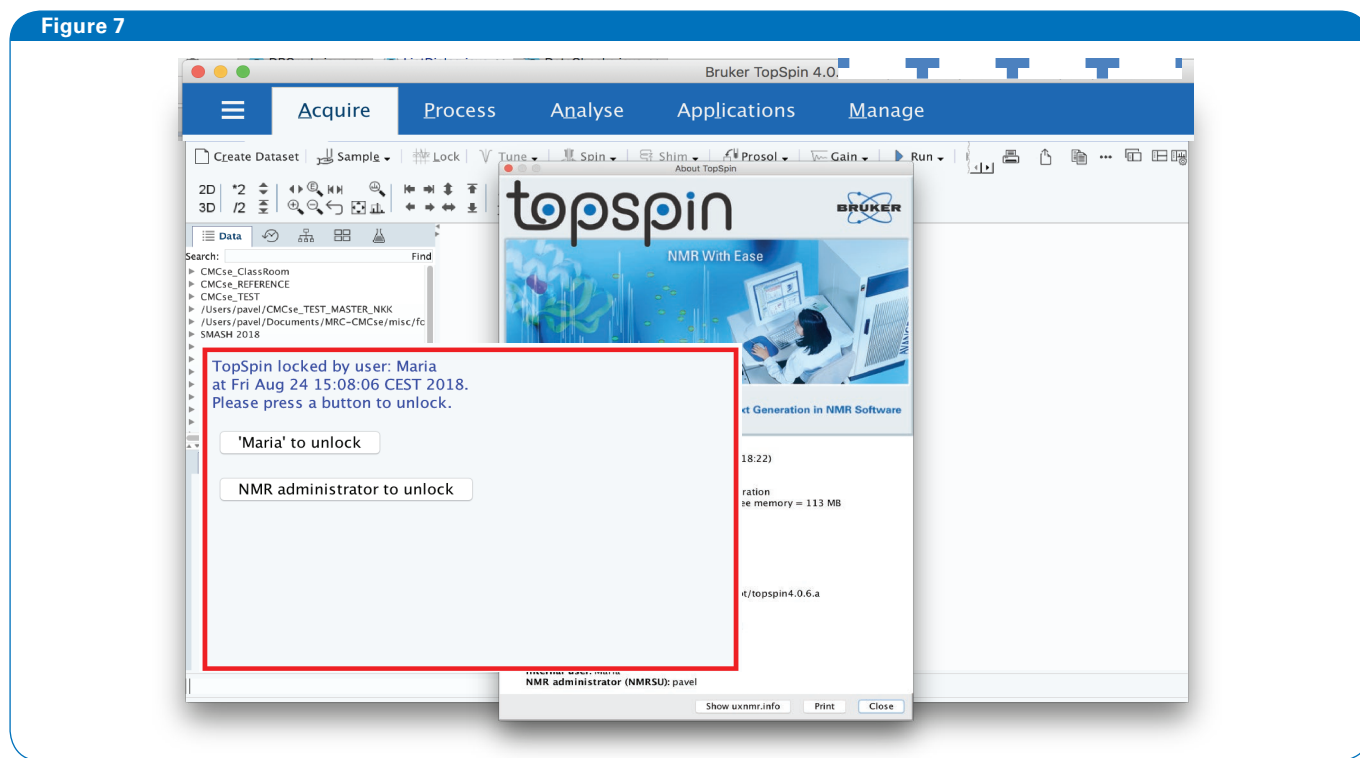 Figure 7
Bruker TopSpin 4.0.
Acquire Process Analyse Applications Manage
Create Dataset Sample Lock Tune Spin Shim Prosol Gain Run
2D *2
3D /2
Data
Search: Find
CMCse_ClassRoom
CMCse_REFERENCE
CMCse_TEST
/Users/pavel/CMCse_TEST_MASTER_NKK
/Users/pavel/Documents/MRC-CMCse/misc/fc
SMASH 2018
About TopSpin
topspin
BRUKER
NMR With Ease
AVANCE
xt Generation in NMR Software
TopSpin locked by user: Maria
at Fri Aug 24 15:08:06 CEST 2018.
Please press a button to unlock.
'Maria' to unlock
NMR administrator to unlock
18:22)
ration
ee memory = 113 MB
t/topspin4.0.6.a
Internal user: Maria
NMR administrator (NMRSU): pavel
Show uxnmr.info Print Close